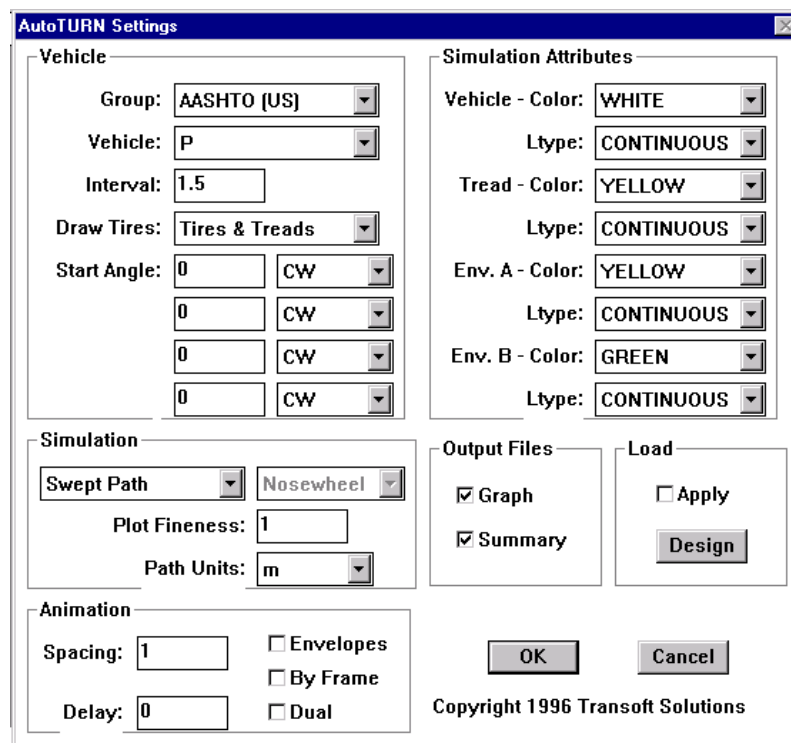 AutoTURN Settings
Vehicle
Group: AASHTO (US)
Vehicle: P
Interval: 1.5
Draw Tires: Tires & Treads
Start Angle: 0 CW
0 CW
0 CW
0 CW
Simulation Attributes
Vehicle - Color: WHITE
Ltype: CONTINUOUS
Tread - Color: YELLOW
Ltype: CONTINUOUS
Env. A - Color: YELLOW
Ltype: CONTINUOUS
Env. B - Color: GREEN
Ltype: CONTINUOUS
Simulation
Swept Path Nosewheel
Plot Fineness: 1
Path Units: m
Output Files
Graph
Summary
Load
Apply
Design
Animation
Spacing: 1
Delay: 0
Envelopes
By Frame
Dual
OK Cancel
Copyright 1996 Transoft Solutions